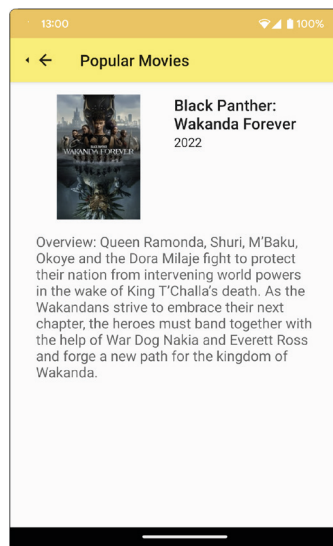 13:00
100%
Popular Movies
WAKANDA FOREVER
Black Panther:
Wakanda Forever
2022
Overview: Queen Ramonda, Shuri, M'Baku,
Okoye and the Dora Milaje fight to protect
their nation from intervening world powers
in the wake of King T'Challa's death. As the
Wakandans strive to embrace their next
chapter, the heroes must band together with
the help of War Dog Nakia and Everett Ross
and forge a new path for the kingdom of
Wakanda.